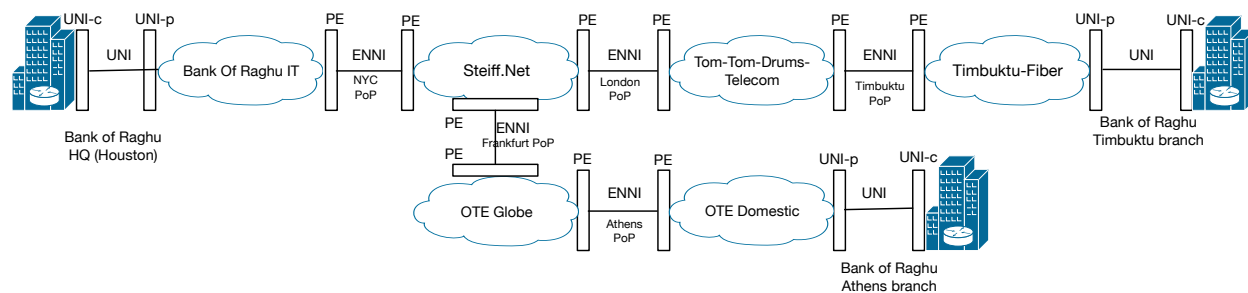 UNI-c
UNI-p
PE
PE
PE
PE
PE
PE
UNI-p
UNI-c
UNI
Bank Of Raghu IT
ENNI
NYC
PoP
Steiff.Net
ENNI
London
PoP
Tom-Tom-Drums-
Telecom
ENNI
Timbuktu
PoP
Timbuktu-Fiber
UNI
Bank of Raghu
HQ (Houston)
Bank of Raghu
Timbuktu branch
PE
ENNI
Frankfurt PoP
PE
PE
PE
UNI-p
UNI-c
OTE Globe
ENNI
Athens
PoP
OTE Domestic
UNI
Bank of Raghu
Athens branch